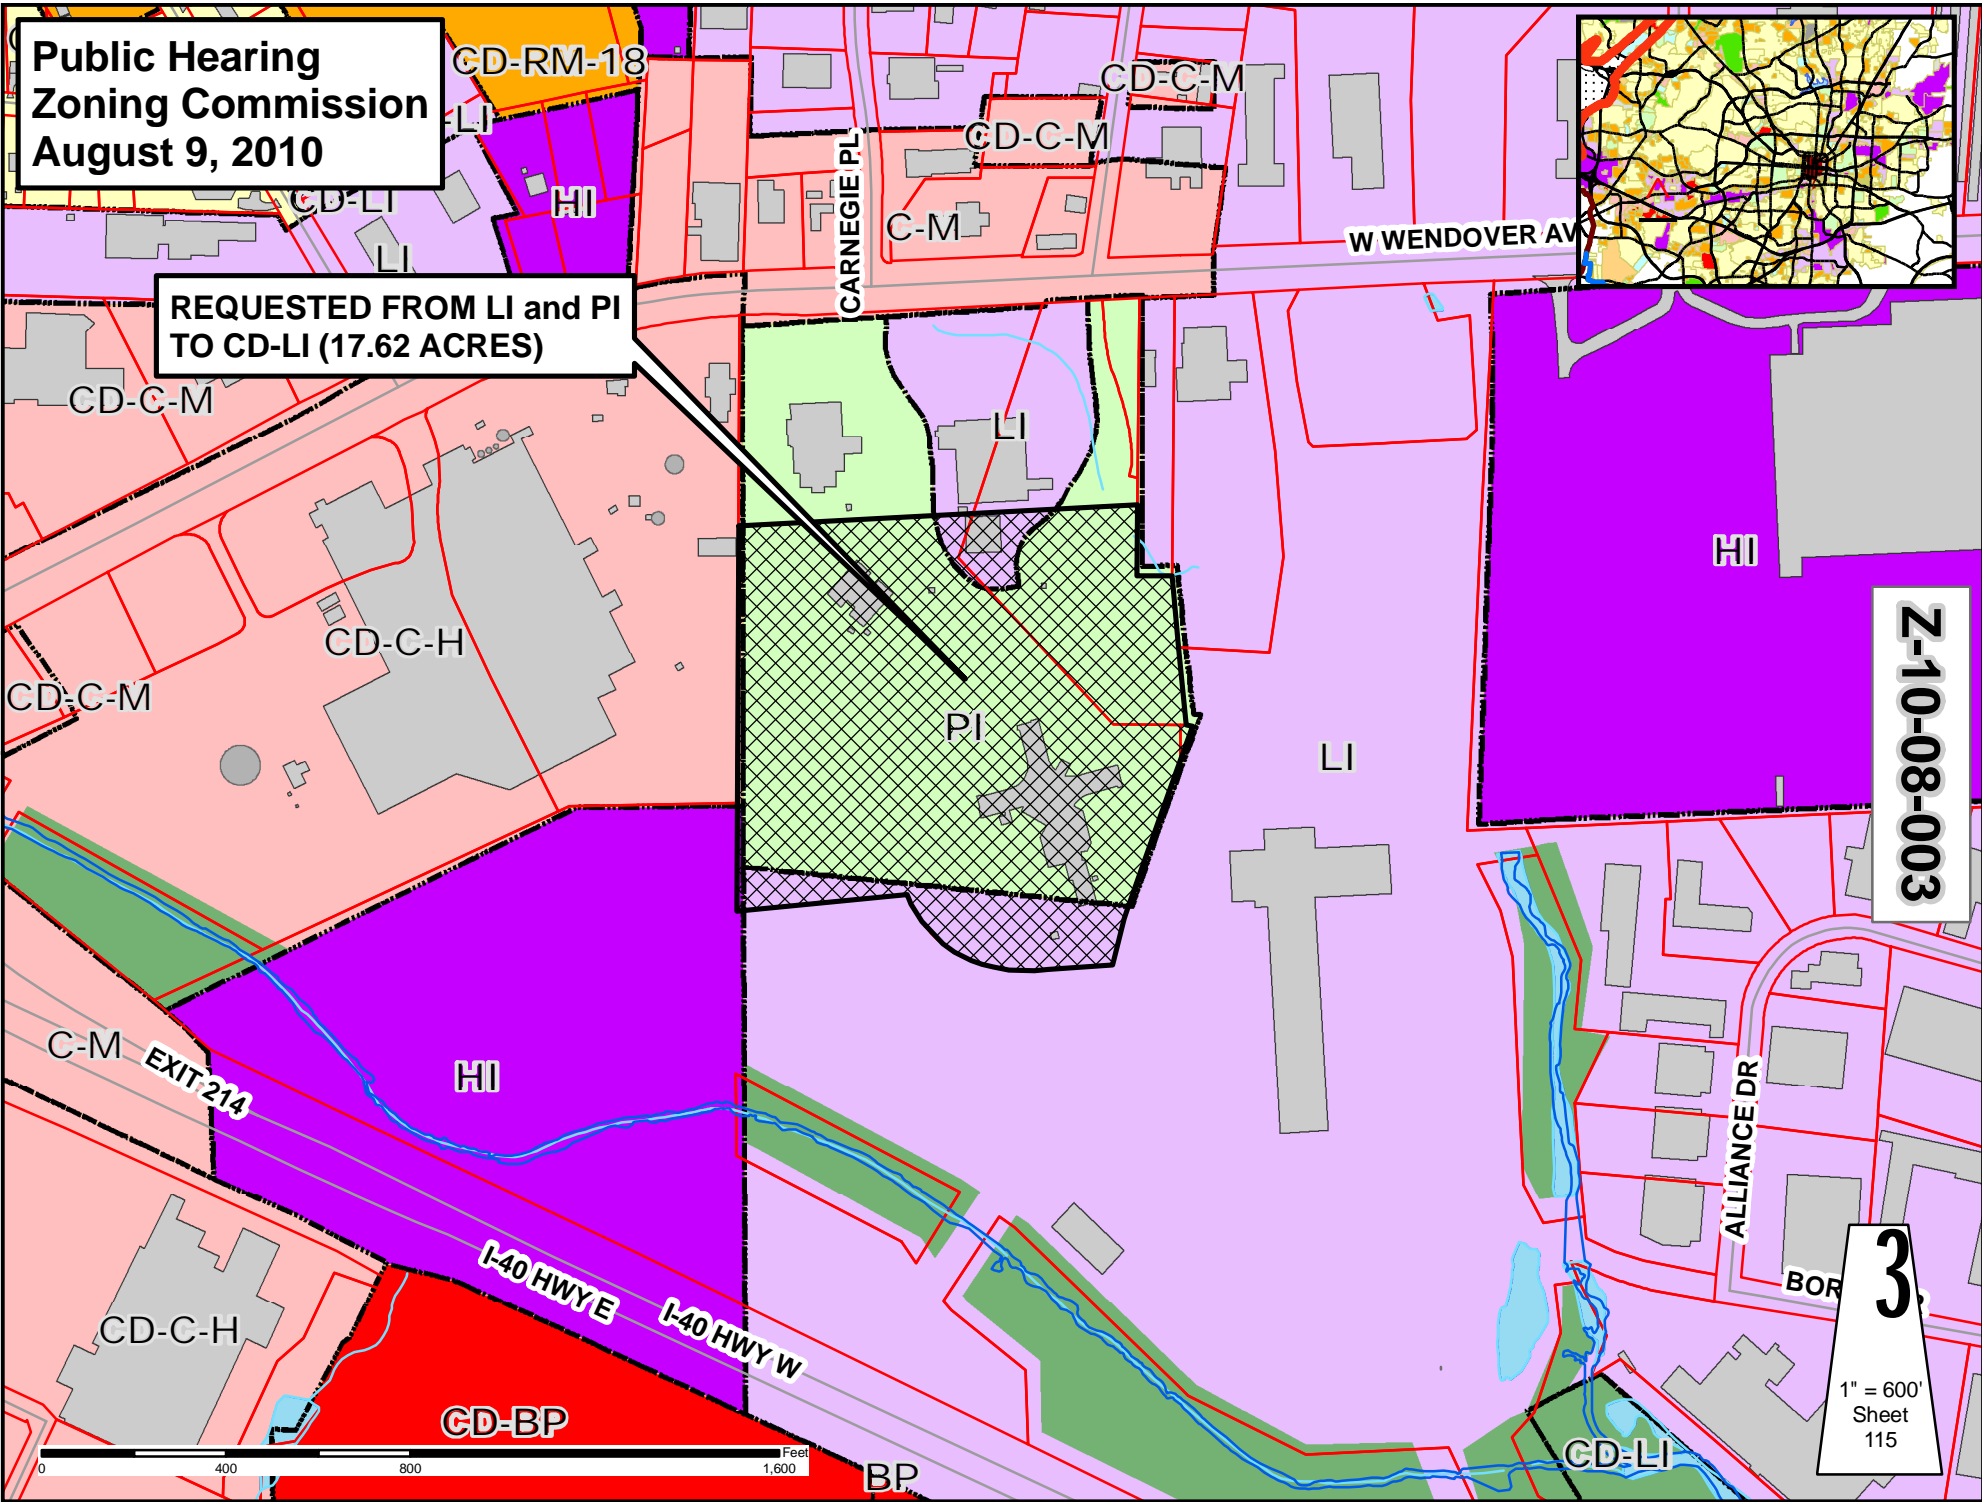 Public Hearing
Zoning Commission
August 9, 2010
CD-RM-18
-LI
CD-LI
HI
LI
CD-C-M
CD-C-M
C-M
CARNEGIE PL
W WENDOVER AV
REQUESTED FROM LI and PI
TO CD-LI (17.62 ACRES)
CD-C-M
LI
HI
CD-C-H
CD-C-M
PI
LI
Z-10-08-003
C-M
EXIT 214
HI
ALLIANCE DR
I-40 HWY E
I-40 HWY W
CD-C-H
CD-BP
BP
CD-LI
3
1" = 600'
Sheet
115
Feet
0 400 800 1,600